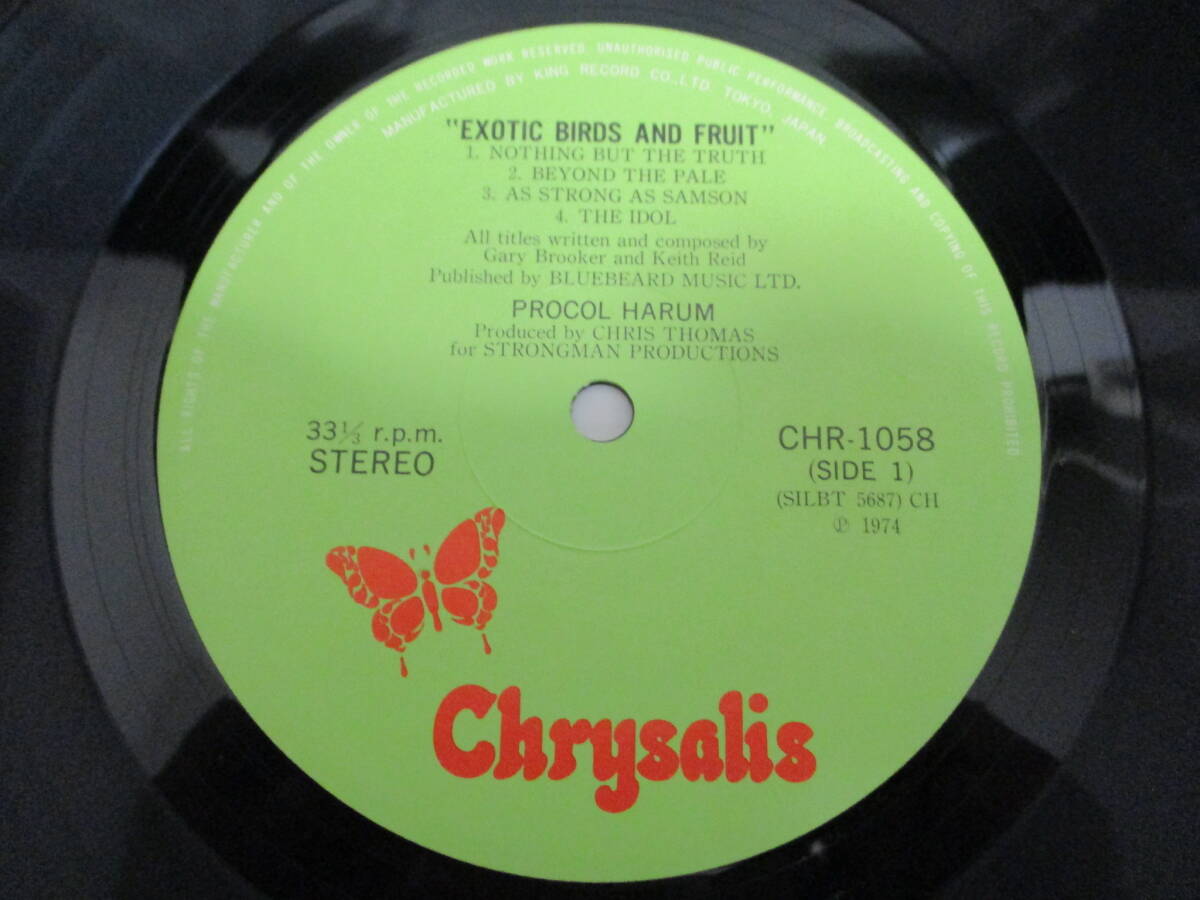 ALL RIGHTS OF THE MANUFACTURER AND OF THE OWNER OF THE RECORDED WORK RESERVED. UNAUTHORISED PUBLIC PERFORMANCE, BROADCASTING AND COPYING OF THIS RECORD PROHIBITED
MANUFACTURED BY KING RECORD CO., LTD. TOKYO, JAPAN
"EXOTIC BIRDS AND FRUIT"
1. NOTHING BUT THE TRUTH
2. BEYOND THE PALE
3. AS STRONG AS SAMSON
4. THE IDOL
All titles written and composed by
Gary Brooker and Keith Reid
Published by BLUEBEARD MUSIC LTD.
PROCOL HARUM
Produced by CHRIS THOMAS
for STRONGMAN PRODUCTIONS
33⅓ r.p.m.
STEREO
CHR-1058
(SIDE 1)
(SILBT 5687) CH
℗ 1974
Chrysalis